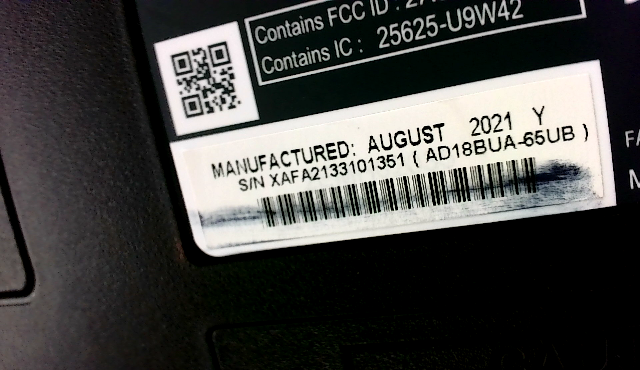 Contains FCC ID :
Contains IC : 25625-U9W42
MANUFACTURED: AUGUST 2021 Y
S/N XAFA2133101351 ( AD18BUA-65UB )